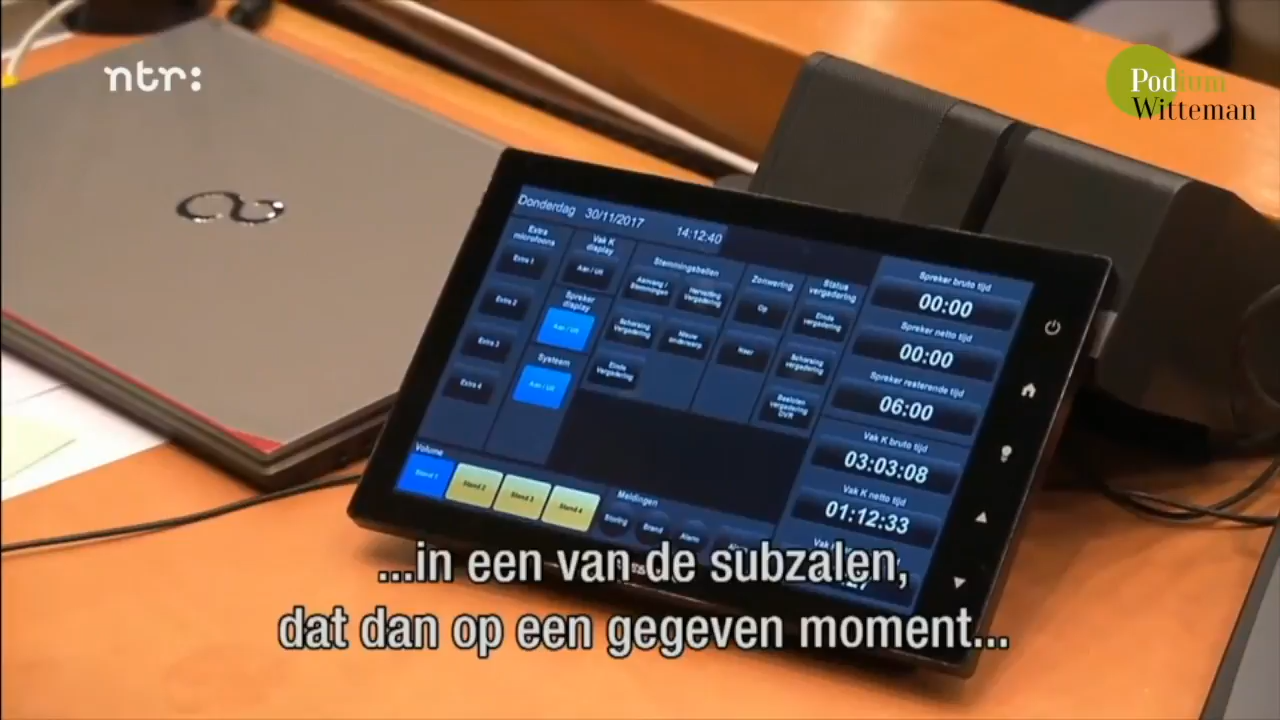 ntr:
Podium
Witteman
Donderdag 30/11/2017 14:12:40
Extra
microfoons
Extra 1
Extra 2
Extra 3
Extra 4
Vak K
display
Aan / Uit
Spreker
display
Aan / Uit
Systeem
Aan / Uit
Stemmingsbellen
Aanvang /
Stemmingen
Hervatting
Vergadering
Schorsing
Vergadering
Nieuw
onderwerp
Einde
Vergadering
Zonwering
Op
Neer
Status
vergadering
Einde
vergadering
Schorsing
vergadering
Besloten
vergadering
Spreker bruto tijd
00:00
Spreker netto tijd
00:00
Spreker resterende tijd
06:00
Vak K bruto tijd
03:03:08
Vak K netto tijd
01:12:33
Volume
Stand 1
Stand 2
Stand 3
Stand 4
Meldingen
Storing
Brand
Alarm
...in een van de subzalen,
dat dan op een gegeven moment...